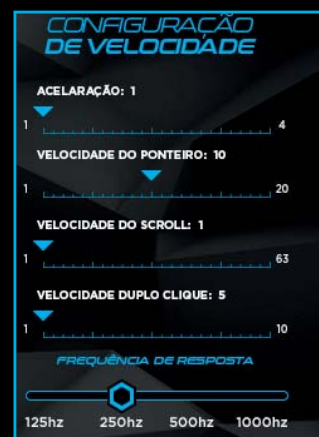 CONFIGURAÇÃO
DE VELOCIDADE
ACELARAÇÃO: 1
1 4
VELOCIDADE DO PONTEIRO: 10
1 20
VELOCIDADE DO SCROLL: 1
1 63
VELOCIDADE DUPLO CLIQUE: 5
1 10
FREQUÊNCIA DE RESPOSTA
125hz 250hz 500hz 1000hz